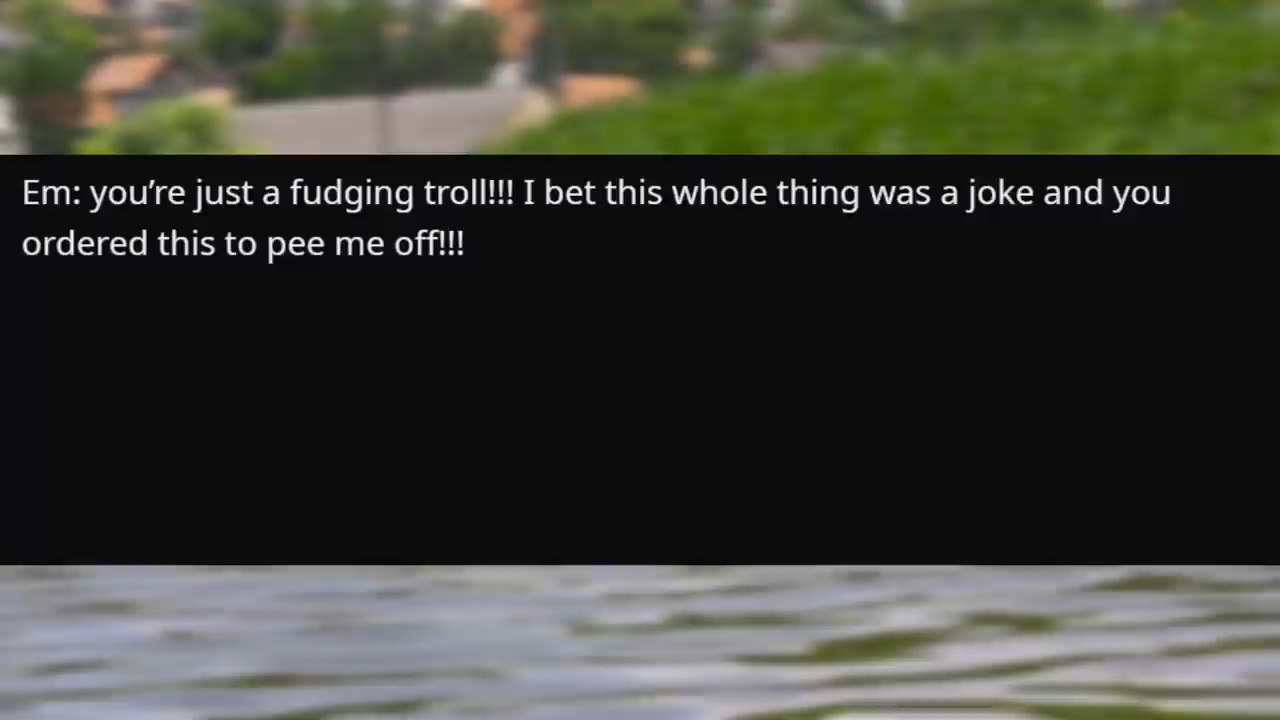 Em: you’re just a fudging troll!!! I bet this whole thing was a joke and you
ordered this to pee me off!!!